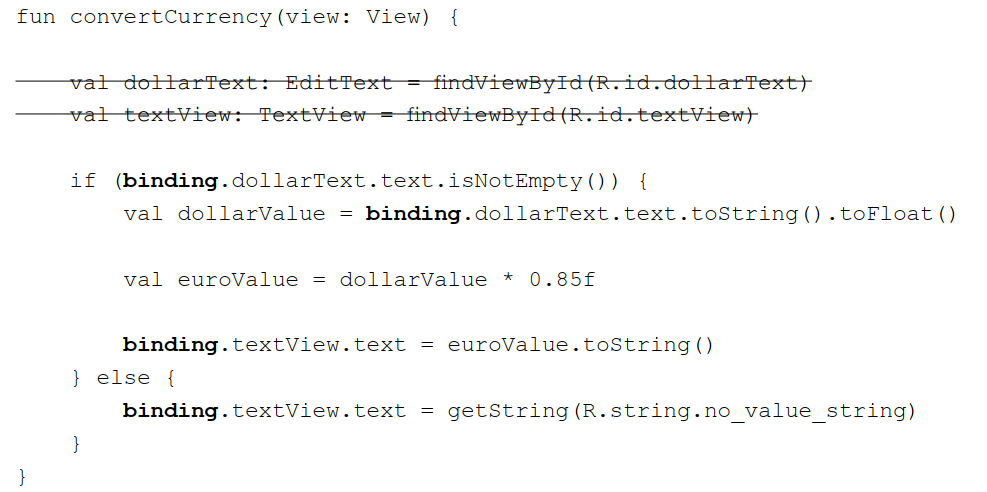 fun convertCurrency(view: View) {
val dollarText: EditText = findViewById(R.id.dollarText)
val textView: TextView = findViewById(R.id.textView)
if (binding.dollarText.text.isNotEmpty()) {
val dollarValue = binding.dollarText.text.toString().toFloat()
val euroValue = dollarValue * 0.85f
binding.textView.text = euroValue.toString()
} else {
binding.textView.text = getString(R.string.no_value_string)
}
}